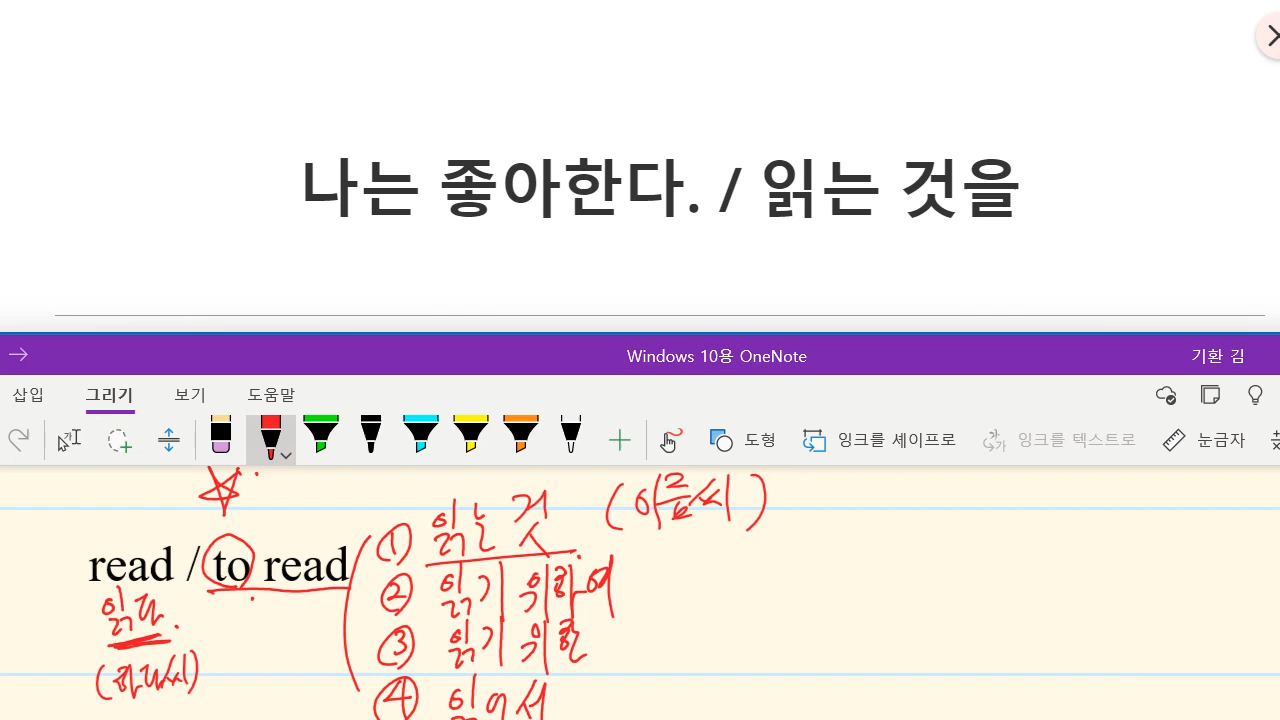 나는 좋아한다. / 읽는 것을
Windows 10용 OneNote
기환 김
삽입 그리기 보기 도움말
도형 잉크를 셰이프로 잉크를 텍스트로 눈금자
① 읽는 것 (이름씨)
read / to read
② 읽기 위하여
읽다.
③ 읽기 위한
(하다씨)
④ 읽어서